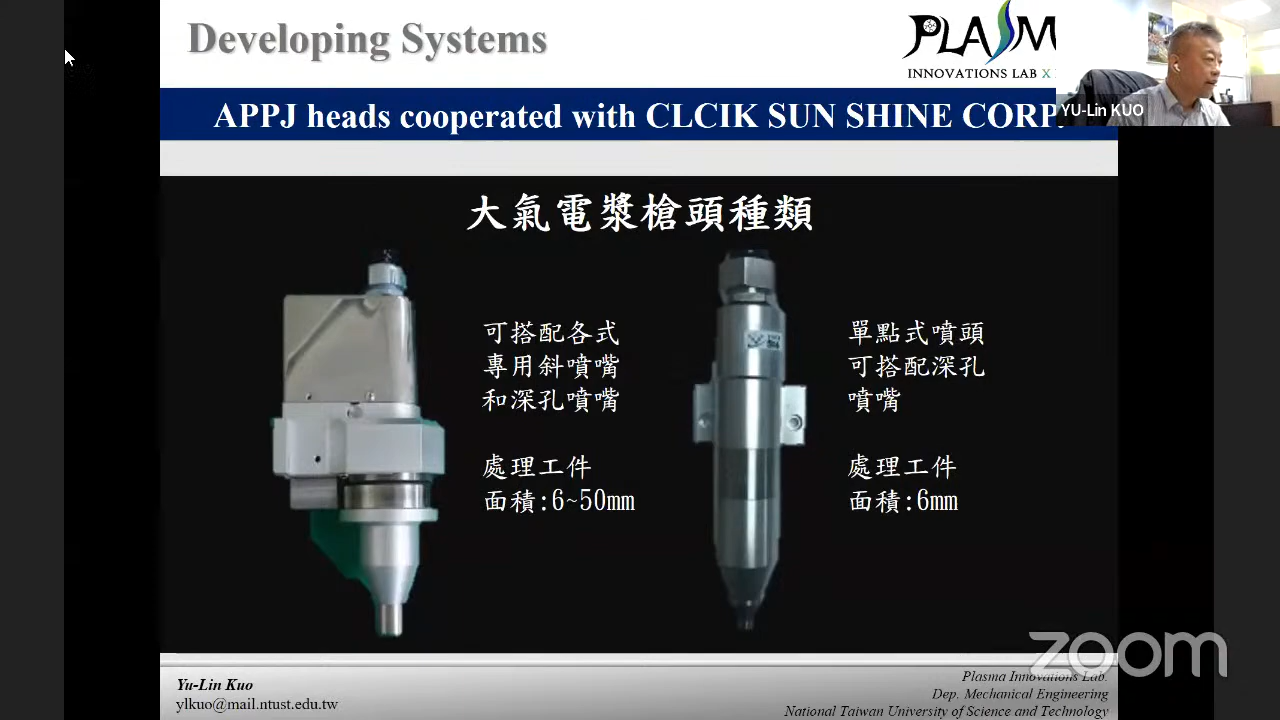 Developing Systems
PLASM
INNOVATIONS LAB X
YU-Lin KUO
APPJ heads cooperated with CLCIK SUN SHINE CORP.
大氣電漿槍頭種類
可搭配各式
專用斜噴嘴
和深孔噴嘴
處理工件
面積:6~50mm
單點式噴頭
可搭配深孔
噴嘴
處理工件
面積:6mm
zoom
Yu-Lin Kuo
ylkuo@mail.ntust.edu.tw
Plasma Innovations Lab.
Dep. Mechanical Engineering
National Taiwan University of Science and Technology